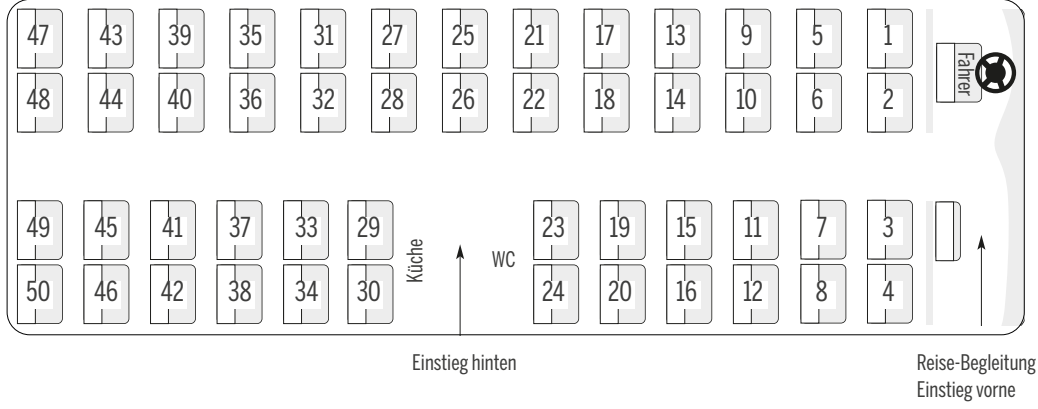 47 43 39 35 31 27 25 21 17 13 9 5 1
Fahrer
48 44 40 36 32 28 26 22 18 14 10 6 2
49 45 41 37 33 29 23 19 15 11 7 3
Küche
WC
50 46 42 38 34 30 24 20 16 12 8 4
Einstieg hinten
Reise-Begleitung
Einstieg vorne